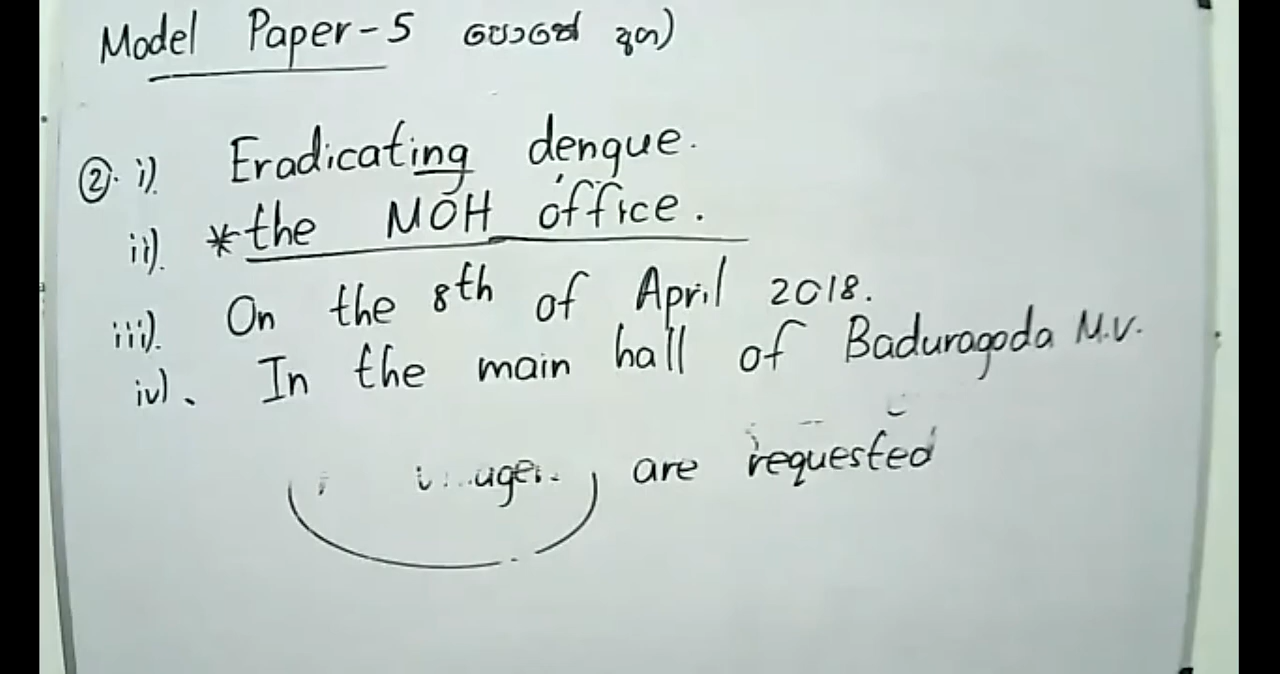 Model Paper-5 පොතේ අග)
②. i). Eradicating dengue.
ii). *the MOH office.
iii). On the 8th of April 2018.
iv). In the main hall of Baduragoda M.V.
are requested